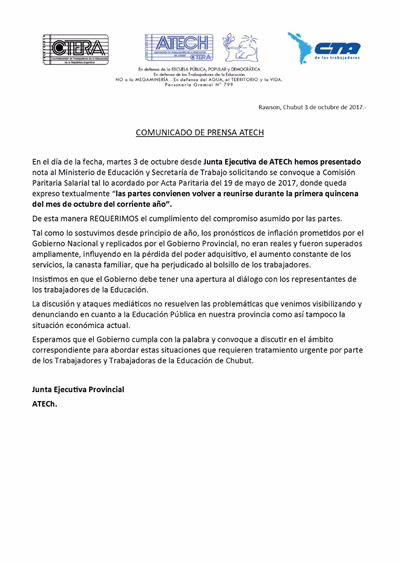 CTERA
Confederación de Trabajadores de la Educación
de la República Argentina
ATECH
CTA
de los trabajadores
En defensa de la ESCUELA PÚBLICA, POPULAR y DEMOCRÁTICA
En defensa de los Trabajadores de la Educación.
NO a la MEGAMINERÍA - En defensa del AGUA, el TERRITORIO y la VIDA.
Personería Gremial N° 799
Rawson, Chubut 3 de octubre de 2017.-
COMUNICADO DE PRENSA ATECH
En el día de la fecha, martes 3 de octubre desde Junta Ejecutiva de ATECh hemos presentado
nota al Ministerio de Educación y Secretaría de Trabajo solicitando se convoque a Comisión
Paritaria Salarial tal lo acordado por Acta Paritaria del 19 de mayo de 2017, donde queda
expreso textualmente “las partes convienen volver a reunirse durante la primera quincena
del mes de octubre del corriente año”.
De esta manera REQUERIMOS el cumplimiento del compromiso asumido por las partes.
Tal como lo sostuvimos desde principio de año, los pronósticos de inflación prometidos por el
Gobierno Nacional y replicados por el Gobierno Provincial, no eran reales y fueron superados
ampliamente, influyendo en la pérdida del poder adquisitivo, el aumento constante de los
servicios, la canasta familiar, que ha perjudicado al bolsillo de los trabajadores.
Insistimos en que el Gobierno debe tener una apertura al diálogo con los representantes de
los trabajadores de la Educación.
La discusión y ataques mediáticos no resuelven las problemáticas que venimos visibilizando y
denunciando en cuanto a la Educación Pública en nuestra provincia como así tampoco la
situación económica actual.
Esperamos que el Gobierno cumpla con la palabra y convoque a discutir en el ámbito
correspondiente para abordar estas situaciones que requieren tratamiento urgente por parte
de los Trabajadores y Trabajadoras de la Educación de Chubut.
Junta Ejecutiva Provincial
ATECh.